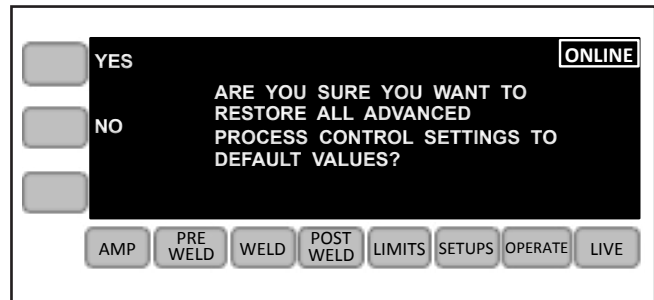 YES
ONLINE
ARE YOU SURE YOU WANT TO
RESTORE ALL ADVANCED
NO
PROCESS CONTROL SETTINGS TO
DEFAULT VALUES?
AMP
PRE
WELD
WELD
POST
WELD
LIMITS
SETUPS
OPERATE
LIVE